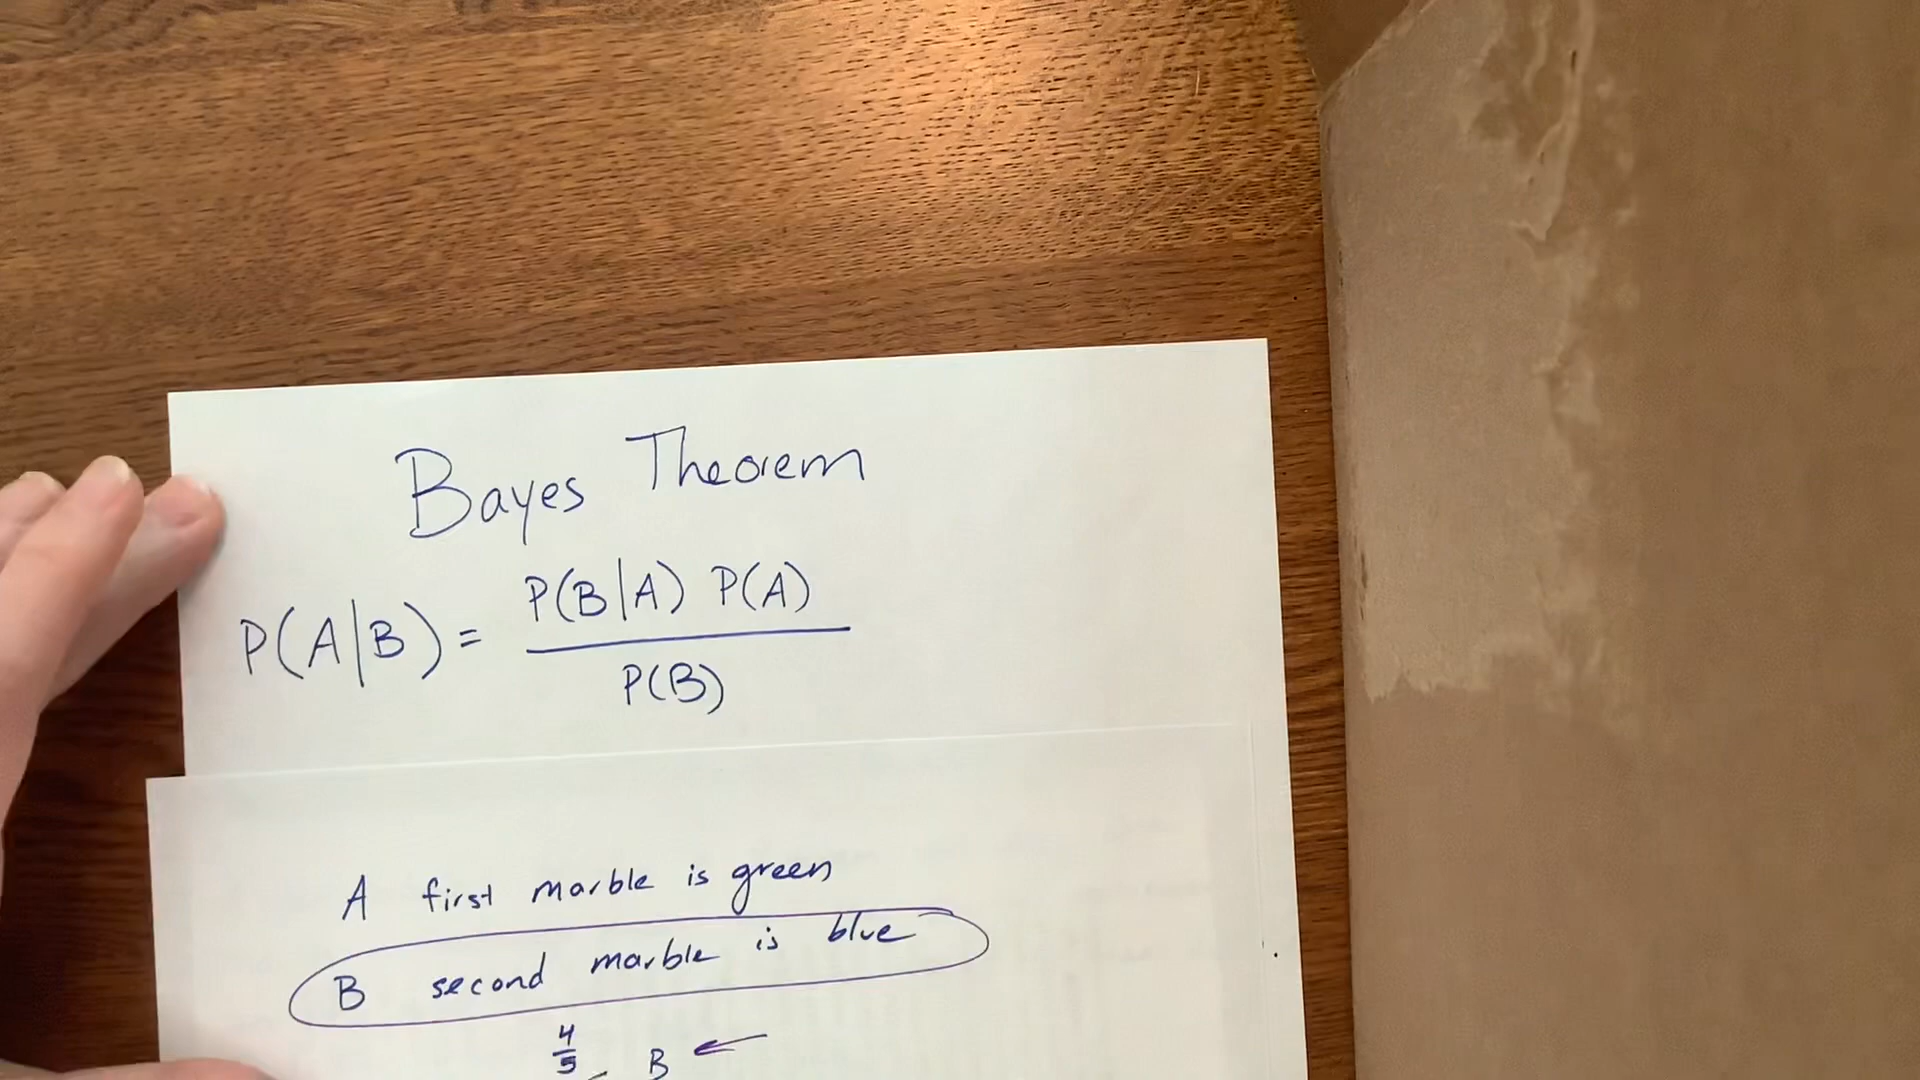 Bayes Theorem
P(A|B) = P(B|A) P(A) / P(B)
A first marble is green
B second marble is blue
4/5 B